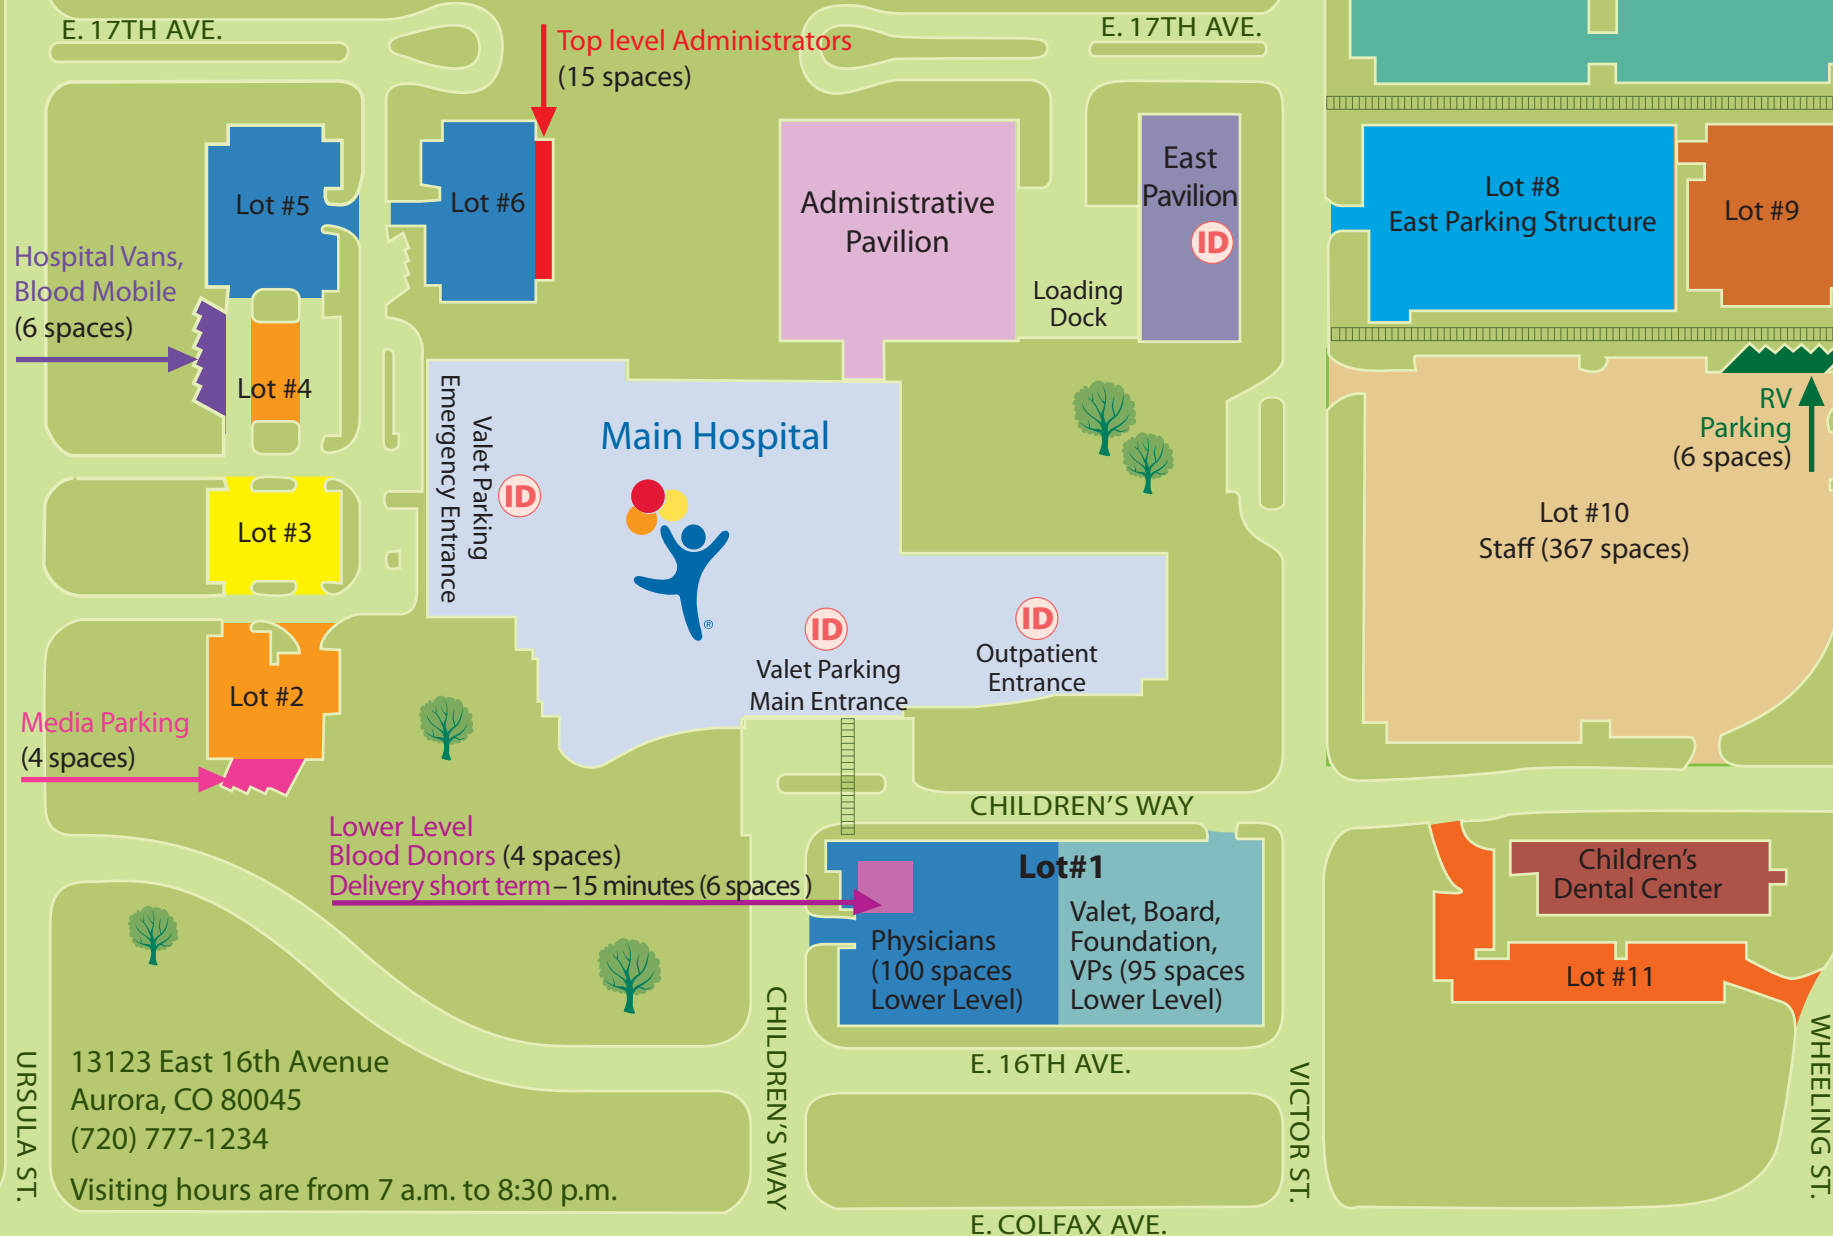 E. 17TH AVE.
E. 17TH AVE.
Top level Administrators
(15 spaces)
Lot #5
Lot #6
Administrative
Pavilion
East
Pavilion
ID
Loading
Dock
Lot #8
East Parking Structure
Lot #9
Hospital Vans,
Blood Mobile
(6 spaces)
Lot #4
Lot #3
Lot #2
Media Parking
(4 spaces)
Emergency Entrance
Valet Parking
ID
Main Hospital
®
ID
Valet Parking
Main Entrance
ID
Outpatient
Entrance
RV
Parking
(6 spaces)
Lot #10
Staff (367 spaces)
CHILDREN'S WAY
Lower Level
Blood Donors (4 spaces)
Delivery short term – 15 minutes (6 spaces )
Lot#1
Physicians
(100 spaces
Lower Level)
Valet, Board,
Foundation,
VPs (95 spaces
Lower Level)
Children's
Dental Center
Lot #11
URSULA ST.
CHILDREN'S WAY
VICTOR ST.
WHEELING ST.
E. 16TH AVE.
E. COLFAX AVE.
13123 East 16th Avenue
Aurora, CO 80045
(720) 777-1234
Visiting hours are from 7 a.m. to 8:30 p.m.